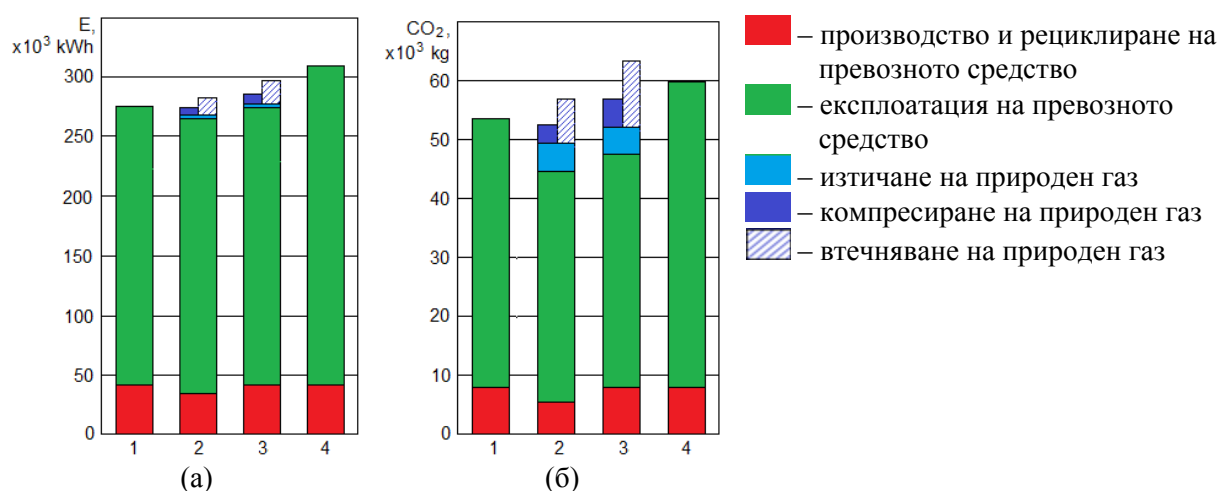 E,
x10³ kWh
300
250
200
150
100
50
0
1 2 3 4
(а)
CO₂,
x10³ kg
60
50
40
30
20
10
0
1 2 3 4
(б)
– производство и рециклиране на
превозното средство
– експлоатация на превозното
средство
– изтичане на природен газ
– компресиране на природен газ
– втечняване на природен газ